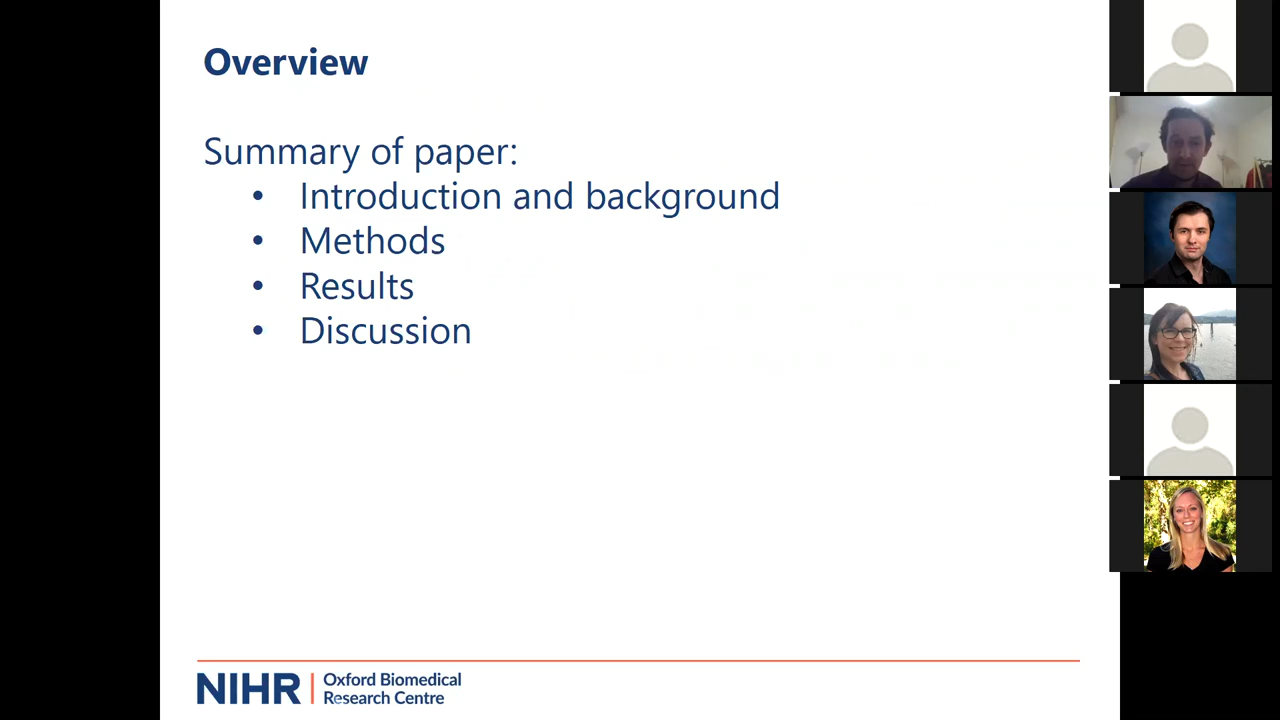 Overview
Summary of paper:
• Introduction and background
• Methods
• Results
• Discussion
NIHR | Oxford Biomedical
Research Centre